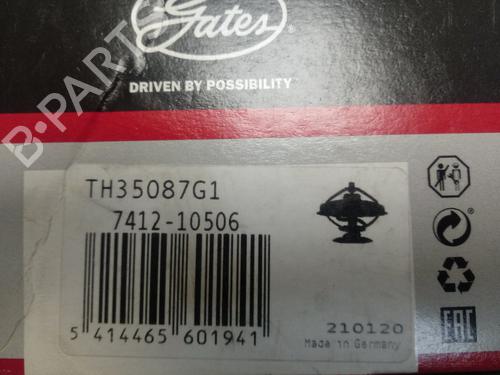 Gates
DRIVEN BY POSSIBILITY
B-PARTS
TH35087G1
7412-10506
5 414465 601941
210120
Made in Germany
EAC